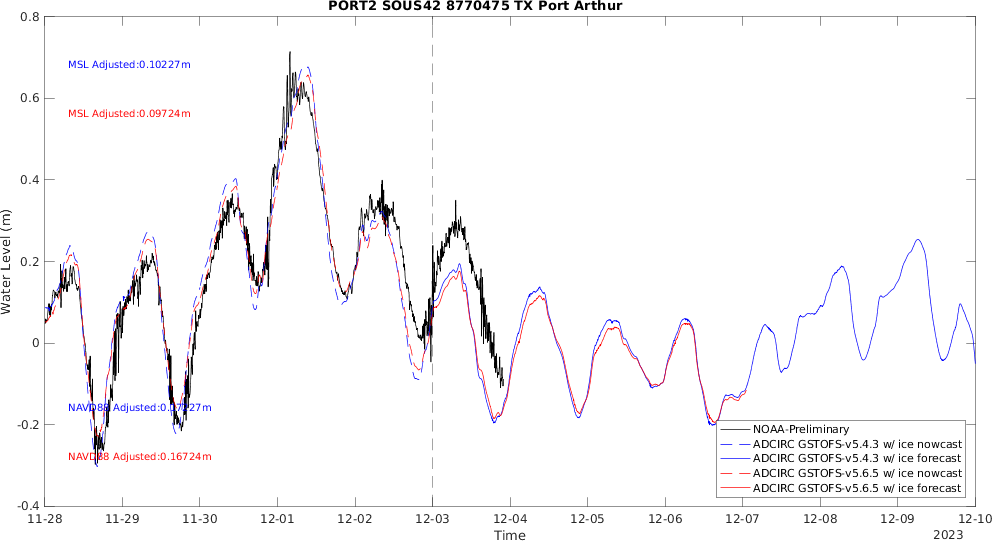 PORT2 SOUS42 8770475 TX Port Arthur
0.8
0.6
0.4
0.2
0
-0.2
-0.4
Water Level (m)
MSL Adjusted:0.10227m
MSL Adjusted:0.09724m
NAVD88 Adjusted:0.17227m
NAVD88 Adjusted:0.16724m
NOAA-Preliminary
ADCIRC GSTOFS-v5.4.3 w/ ice nowcast
ADCIRC GSTOFS-v5.4.3 w/ ice forecast
ADCIRC GSTOFS-v5.6.5 w/ ice nowcast
ADCIRC GSTOFS-v5.6.5 w/ ice forecast
11-28 11-29 11-30 12-01 12-02 12-03 12-04 12-05 12-06 12-07 12-08 12-09 12-10
Time
2023